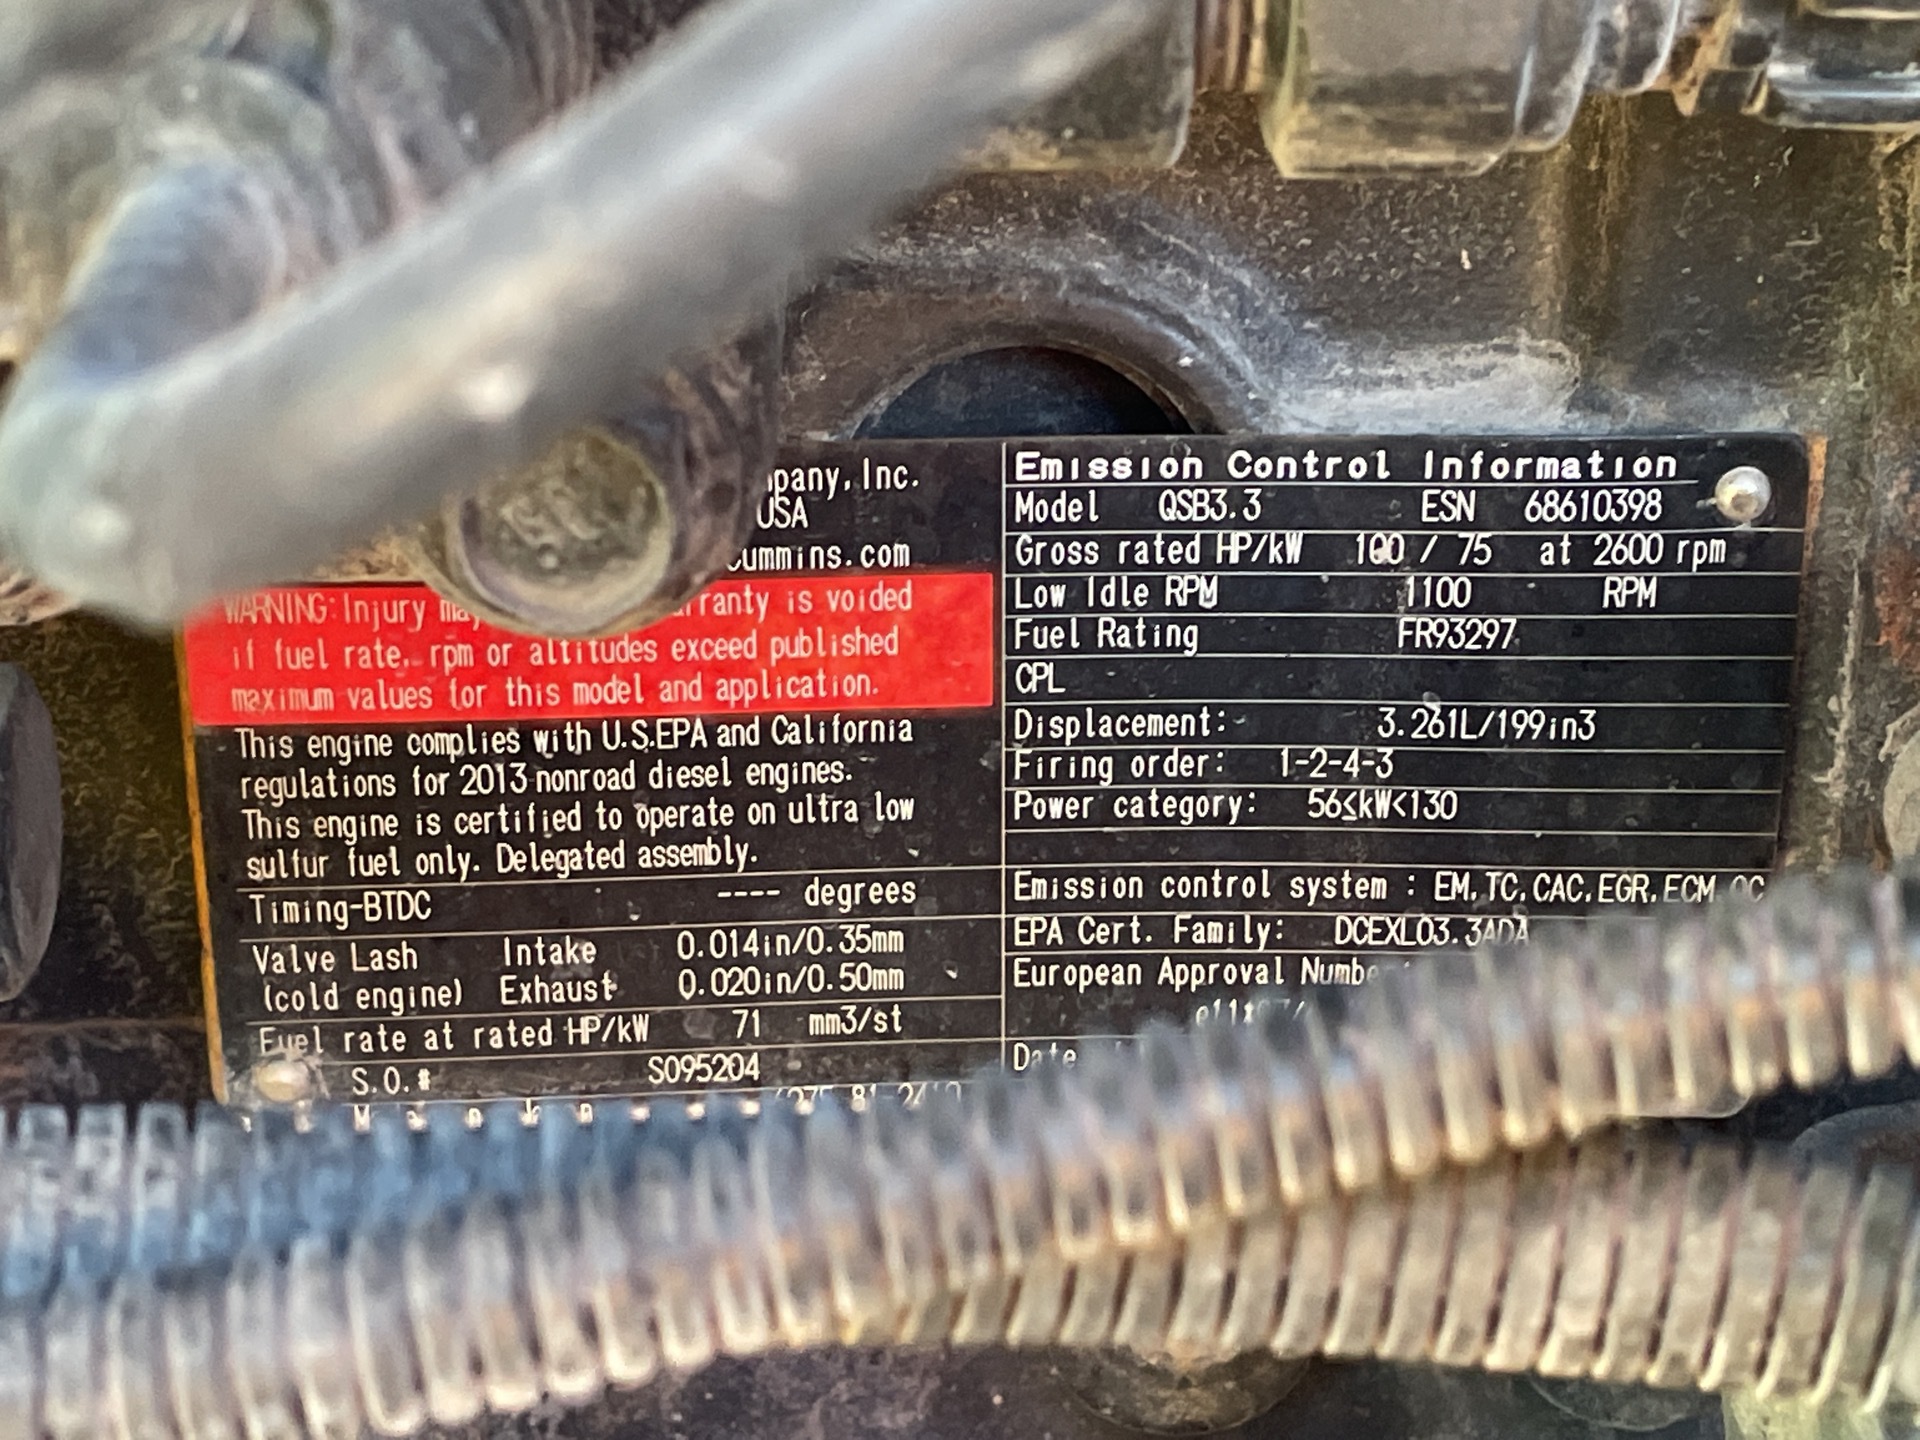 Inc.
USA
WARNING: Injury ranty is voided
if fuel rate, rpm or altitudes exceed published
maximum values for this model and application.
This engine complies with U.S.EPA and California
regulations for 2013 nonroad diesel engines.
This engine is certified to operate on ultra low
sulfur fuel only. Delegated assembly.
Timing-BTDC ---- degrees
Valve Lash Intake 0.014in/0.35mm
(cold engine) Exhaust 0.020in/0.50mm
Fuel rate at rated HP/kW 71 mm3/st
S.O.# S095204
Emission Control Information
Model QSB3.3 ESN 68610398
Gross rated HP/kW 100 / 75 at 2600 rpm
Low Idle RPM 1100 RPM
Fuel Rating FR93297
CPL
Displacement: 3.261L/199in3
Firing order: 1-2-4-3
Power category: 56≤kW<130
Emission control system : EM, TC, CAC, EGR, ECM
EPA Cert. Family: DCEXL03.3ADA
European Approval
Date